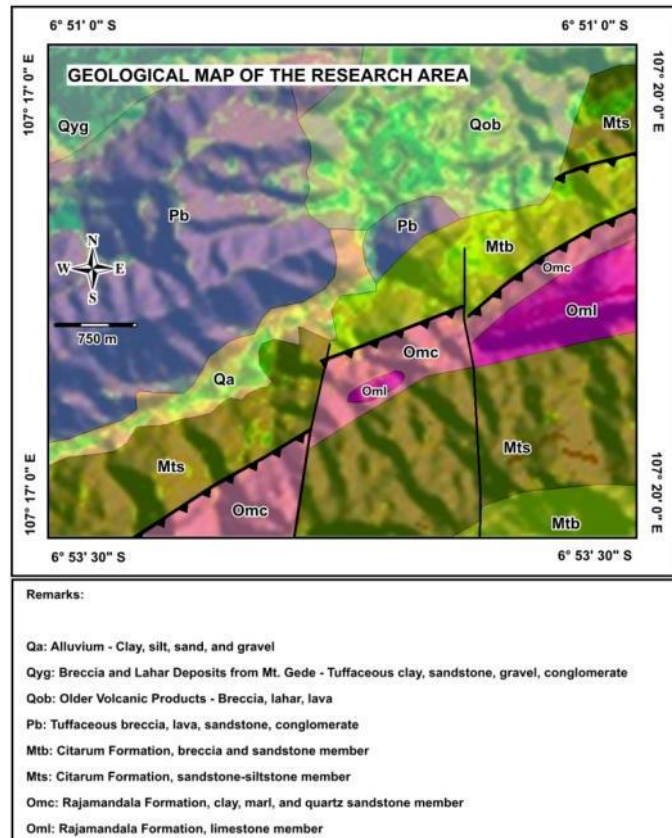 6° 51' 0" S
6° 51' 0" S
107° 17' 0" E
107° 20' 0" E
GEOLOGICAL MAP OF THE RESEARCH AREA
Qyg
Qob
Mts
Pb
Pb
Mtb
N
W E
S
Omc
750 m
Oml
Omc
Qa
Oml
Mts
Mts
Omc
Mtb
107° 17' 0" E
107° 20' 0" E
6° 53' 30" S
6° 53' 30" S
Remarks:
Qa: Alluvium - Clay, silt, sand, and gravel
Qyg: Breccia and Lahar Deposits from Mt. Gede - Tuffaceous clay, sandstone, gravel, conglomerate
Qob: Older Volcanic Products - Breccia, lahar, lava
Pb: Tuffaceous breccia, lava, sandstone, conglomerate
Mtb: Citarum Formation, breccia and sandstone member
Mts: Citarum Formation, sandstone-siltstone member
Omc: Rajamandala Formation, clay, marl, and quartz sandstone member
Oml: Rajamandala Formation, limestone member